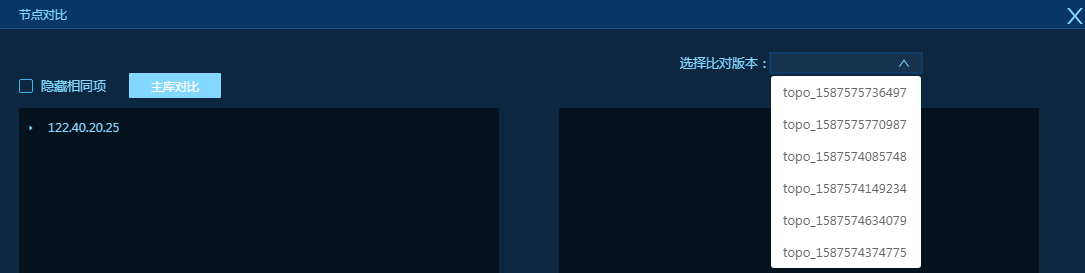 节点对比
X
选择比对版本：
隐藏相同项
主库对比
122.40.20.25
topo_1587575736497
topo_1587575770987
topo_1587574085748
topo_1587574149234
topo_1587574634079
topo_1587574374775